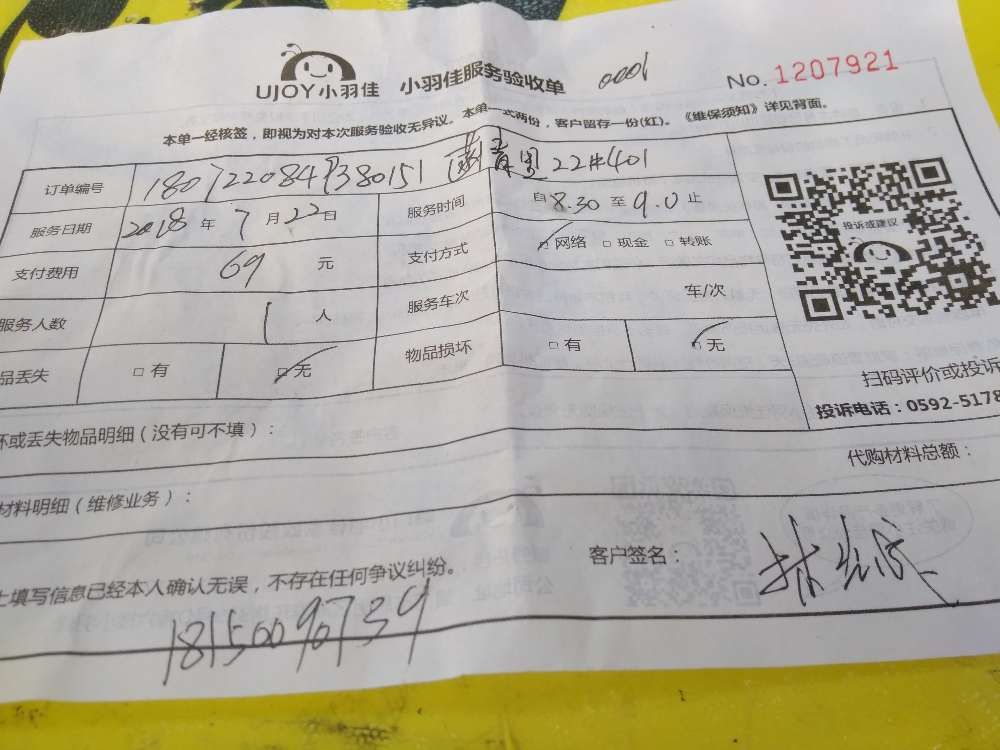 UJOY小羽佳 小羽佳服务验收单 0001 No. 1207921
本单一经核签，即视为对本次服务验收无异议。本单一式两份，客户留存一份(红)。《维保须知》详见背面。
订单编号 1807220849380151 22#401
服务日期 2018 年 7 月 22 日 服务时间 自 8.30 至 9.0 止
投诉或建议
支付费用 69 元 支付方式 □网络 □现金 □转账
服务人数 1 人 服务车次 车/次
品丢失 □有 □无 物品损坏 □有 □无
扫码评价或投诉
投诉电话：0592-5178
坏或丢失物品明细（没有可不填）：
代购材料总额：
材料明细（维修业务）：
客户签名：
上填写信息已经本人确认无误，不存在任何争议纠纷。
18150096739